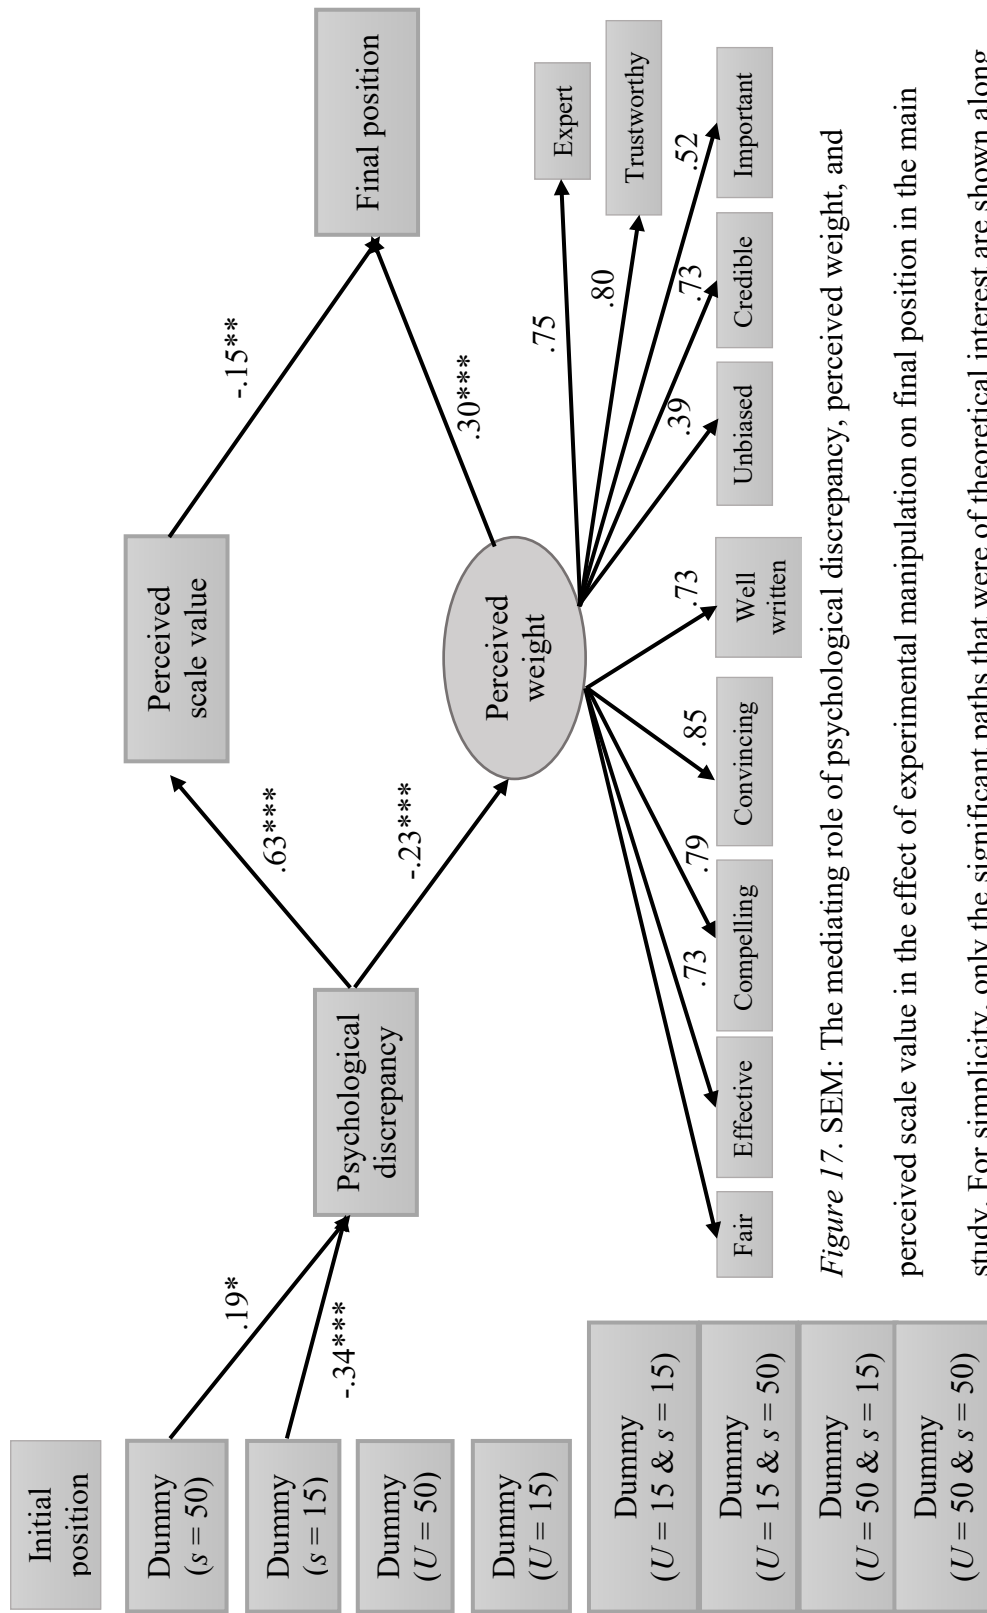 Initial
position
Dummy
(s = 50)
Dummy
(s = 15)
Dummy
(U = 50)
Dummy
(U = 15)
Dummy
(U = 15 & s = 15)
Dummy
(U = 15 & s = 50)
Dummy
(U = 50 & s = 15)
Dummy
(U = 50 & s = 50)
.19*
-.34***
Psychological
discrepancy
.63***
-.23***
Perceived
scale value
Perceived
weight
-.15**
.30***
Final position
.73
.79
.85
.73
.39
.73
.52
.80
.75
Fair
Effective
Compelling
Convincing
Well
written
Unbiased
Credible
Important
Trustworthy
Expert
Figure 17. SEM: The mediating role of psychological discrepancy, perceived weight, and
perceived scale value in the effect of experimental manipulation on final position in the main
study. For simplicity, only the significant paths that were of theoretical interest are shown along